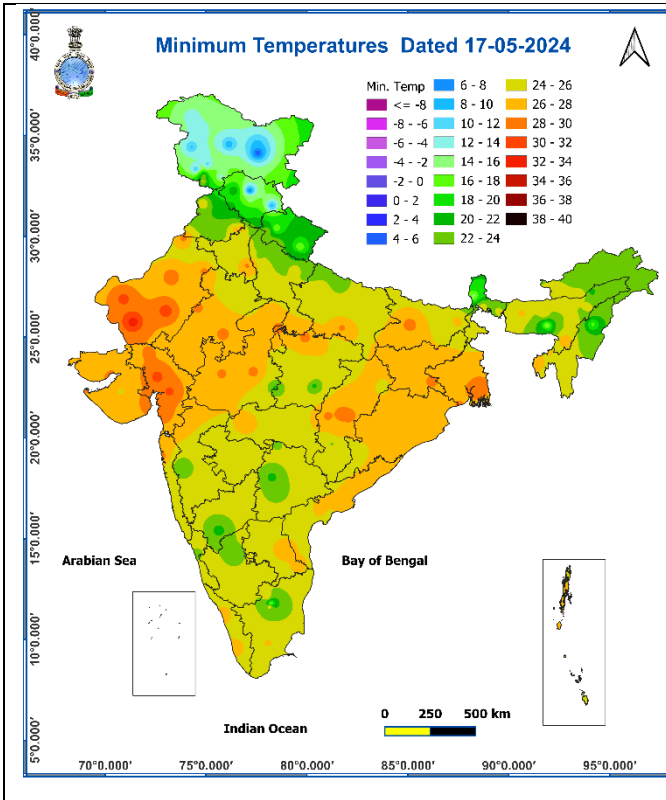 Minimum Temperatures Dated 17-05-2024
Min. Temp
<= -8
-8 - -6
-6 - -4
-4 - -2
-2 - 0
0 - 2
2 - 4
4 - 6
6 - 8
8 - 10
10 - 12
12 - 14
14 - 16
16 - 18
18 - 20
20 - 22
22 - 24
24 - 26
26 - 28
28 - 30
30 - 32
32 - 34
34 - 36
36 - 38
38 - 40
40°0.000'
35°0.000'
30°0.000'
25°0.000'
20°0.000'
15°0.000'
10°0.000'
5°0.000'
Arabian Sea
Bay of Bengal
Indian Ocean
0 250 500 km
70°0.000' 75°0.000' 80°0.000' 85°0.000' 90°0.000' 95°0.000'